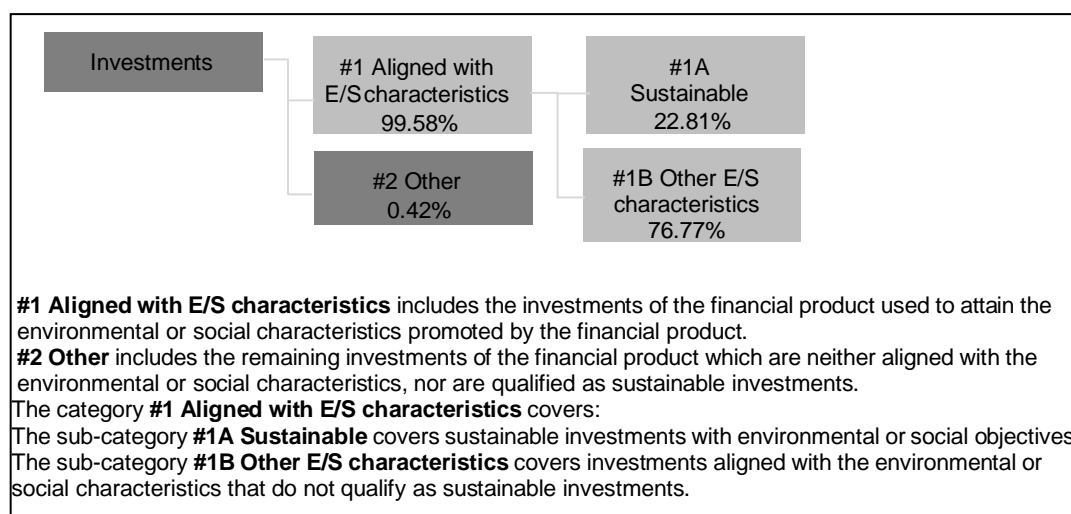 Investments
#1 Aligned with
E/S characteristics
99.58%
#1A
Sustainable
22.81%
#2 Other
0.42%
#1B Other E/S
characteristics
76.77%
#1 Aligned with E/S characteristics includes the investments of the financial product used to attain the
environmental or social characteristics promoted by the financial product.
#2 Other includes the remaining investments of the financial product which are neither aligned with the
environmental or social characteristics, nor are qualified as sustainable investments.
The category #1 Aligned with E/S characteristics covers:
The sub-category #1A Sustainable covers sustainable investments with environmental or social objectives
The sub-category #1B Other E/S characteristics covers investments aligned with the environmental or
social characteristics that do not qualify as sustainable investments.